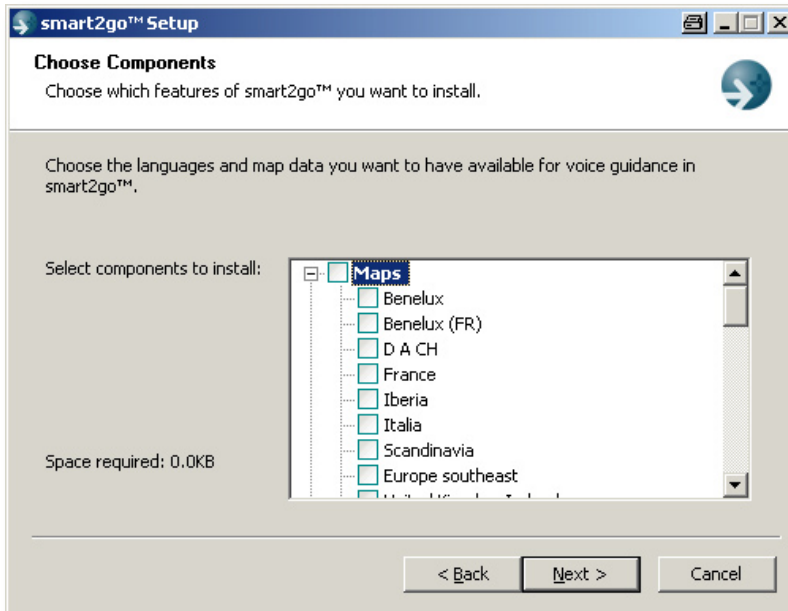 smart2go™ Setup
Choose Components
Choose which features of smart2go™ you want to install.
Choose the languages and map data you want to have available for voice guidance in
smart2go™.
Select components to install:
Maps
Benelux
Benelux (FR)
D A CH
France
Iberia
Italia
Scandinavia
Europe southeast
Space required: 0.0KB
< Back
Next >
Cancel